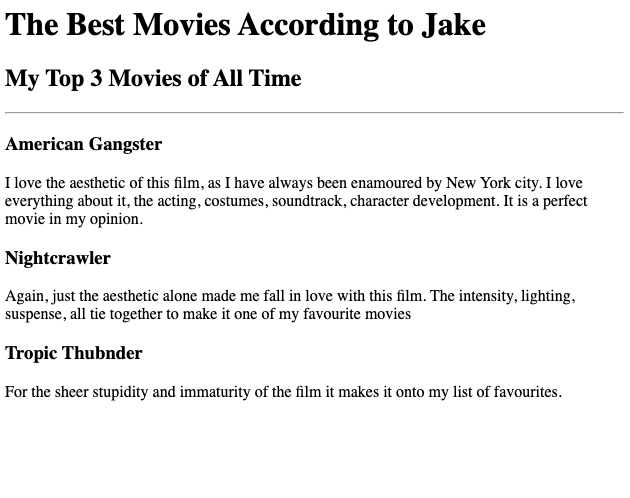 The Best Movies According to Jake
My Top 3 Movies of All Time
American Gangster
I love the aesthetic of this film, as I have always been enamoured by New York city. I love
everything about it, the acting, costumes, soundtrack, character development. It is a perfect
movie in my opinion.
Nightcrawler
Again, just the aesthetic alone made me fall in love with this film. The intensity, lighting,
suspense, all tie together to make it one of my favourite movies
Tropic Thubnder
For the sheer stupidity and immaturity of the film it makes it onto my list of favourites.